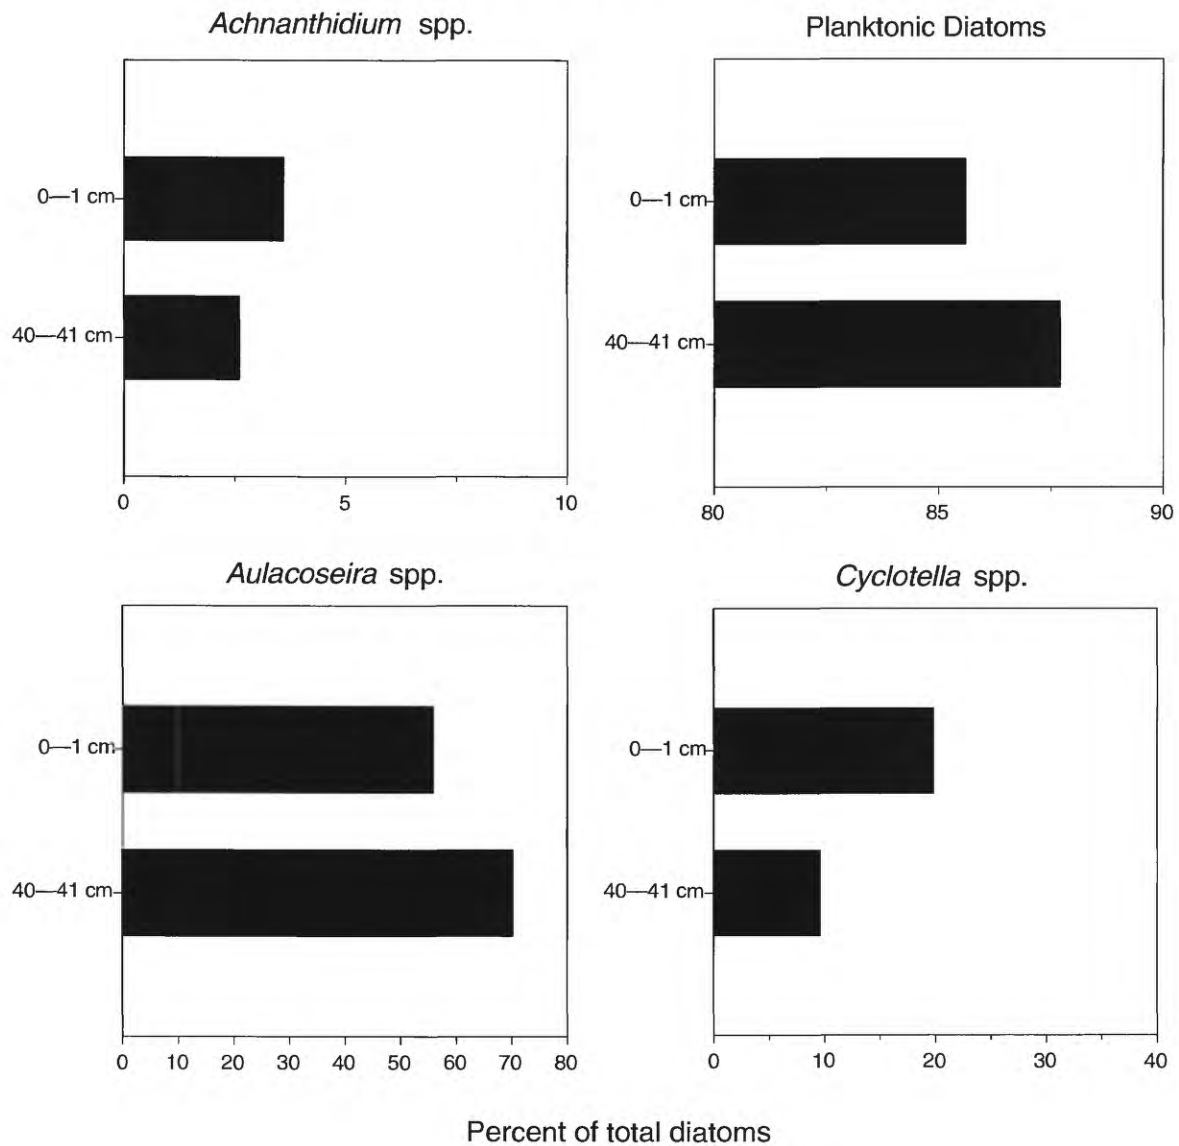 Achnanthidium spp.
0—1 cm
40—41 cm
0 5 10
Planktonic Diatoms
0—1 cm
40—41 cm
80 85 90
Aulacoseira spp.
0—1 cm
40—41 cm
0 10 20 30 40 50 60 70 80
Cyclotella spp.
0—1 cm
40—41 cm
0 10 20 30 40
Percent of total diatoms